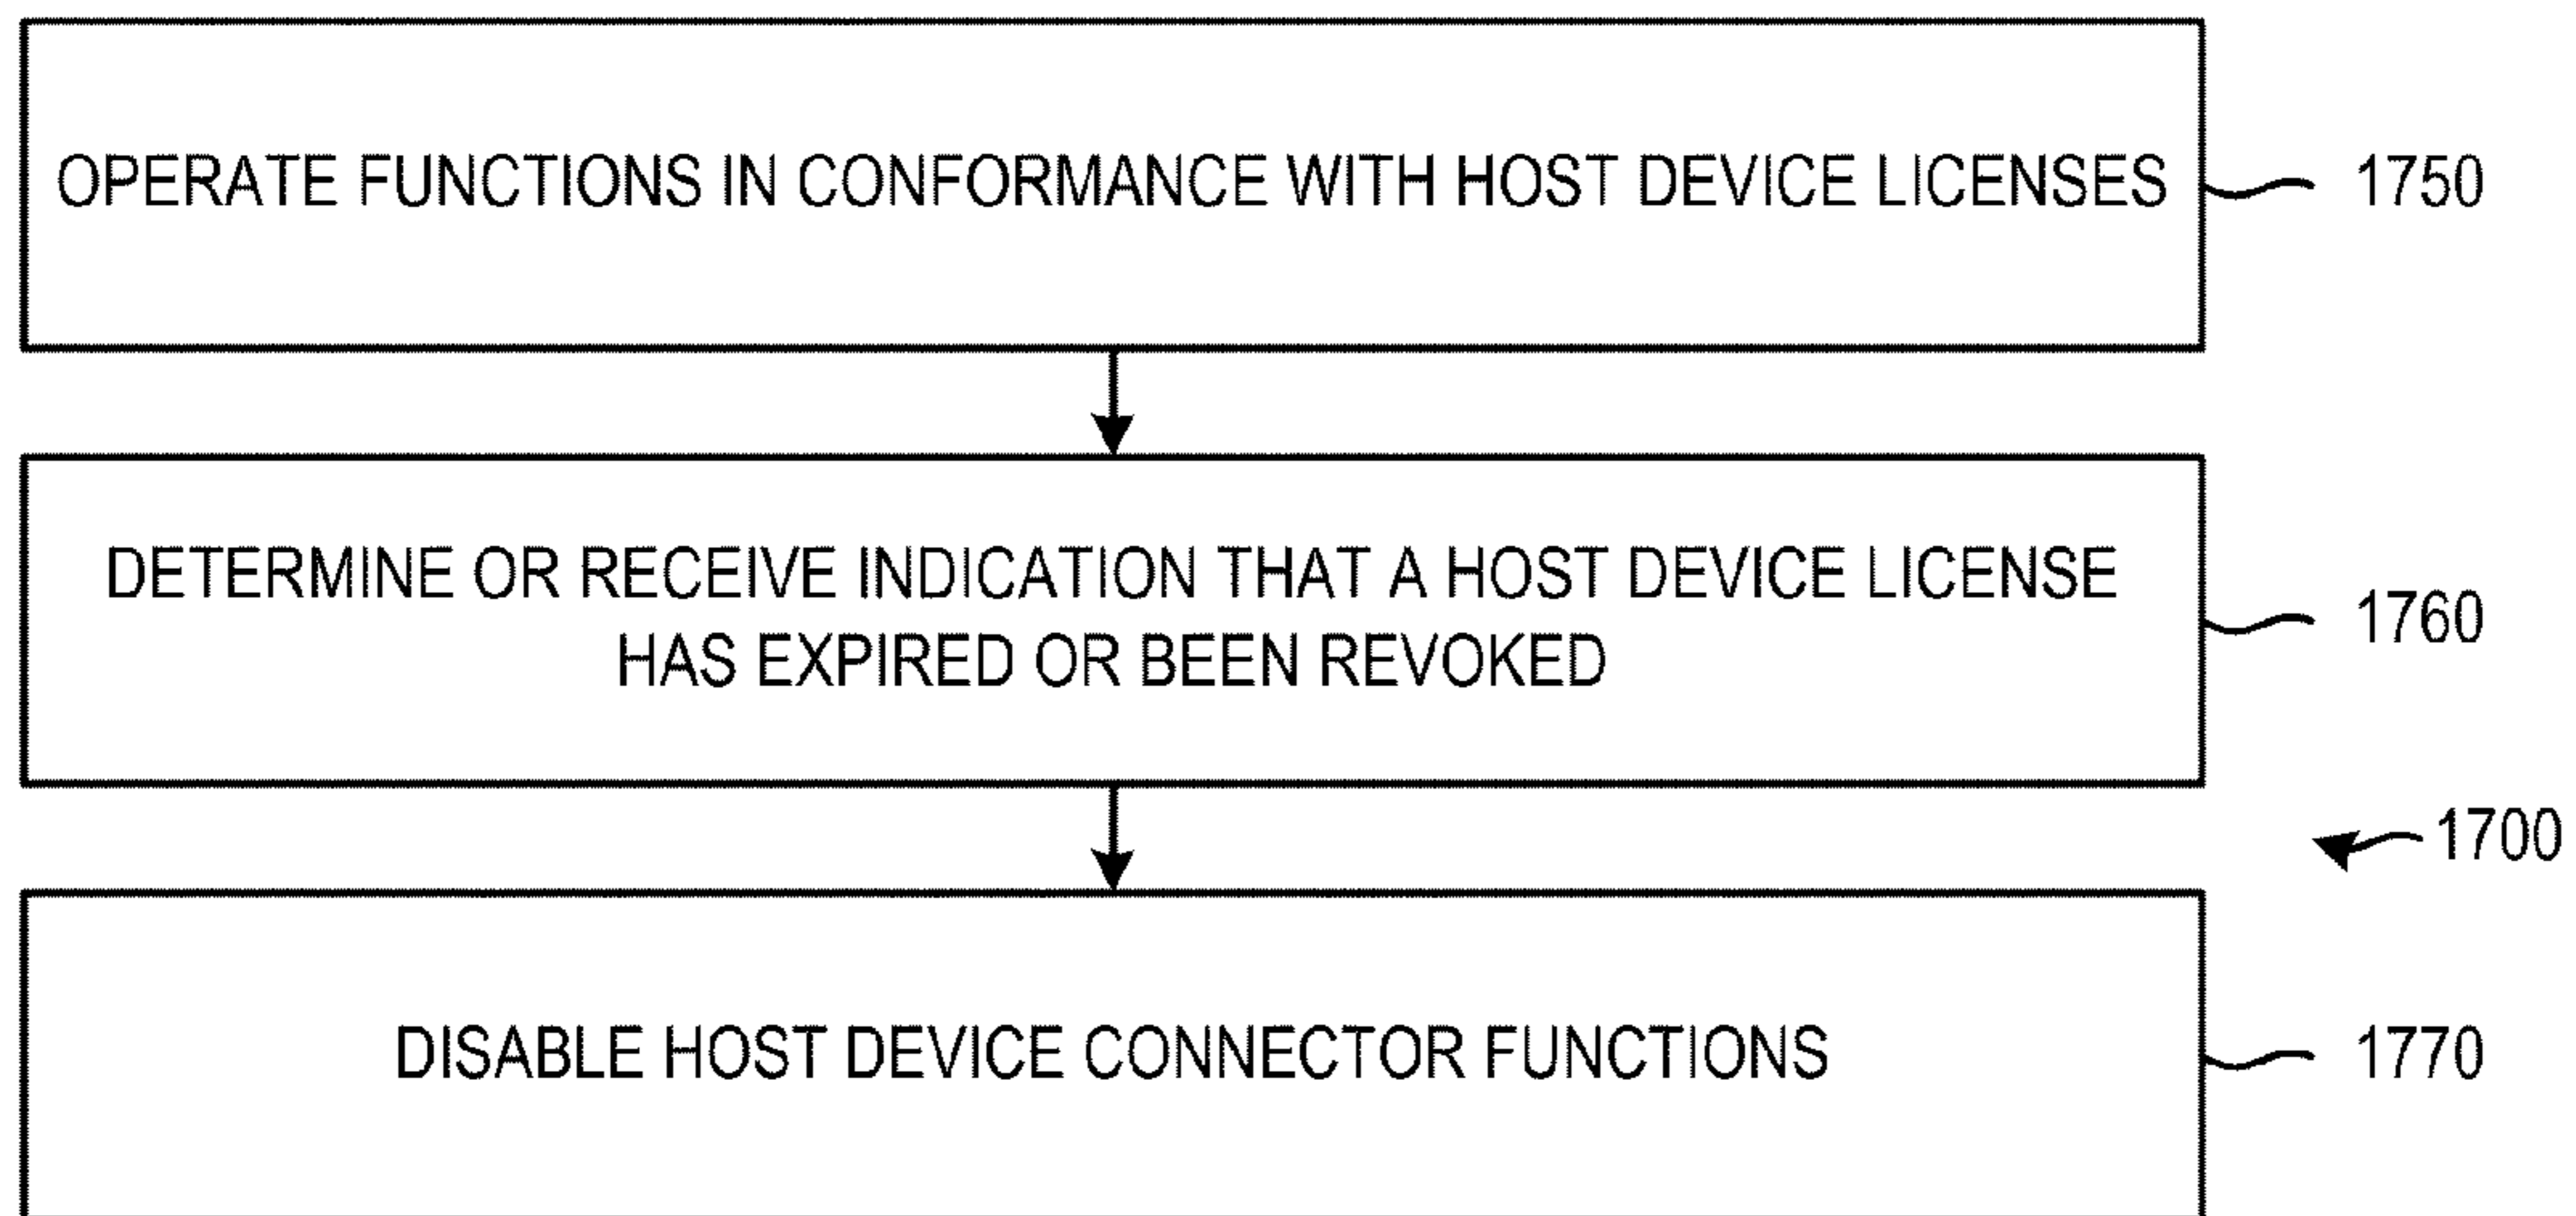 OPERATE FUNCTIONS IN CONFORMANCE WITH HOST DEVICE LICENSES
1750
DETERMINE OR RECEIVE INDICATION THAT A HOST DEVICE LICENSE
HAS EXPIRED OR BEEN REVOKED
1760
1700
DISABLE HOST DEVICE CONNECTOR FUNCTIONS
1770